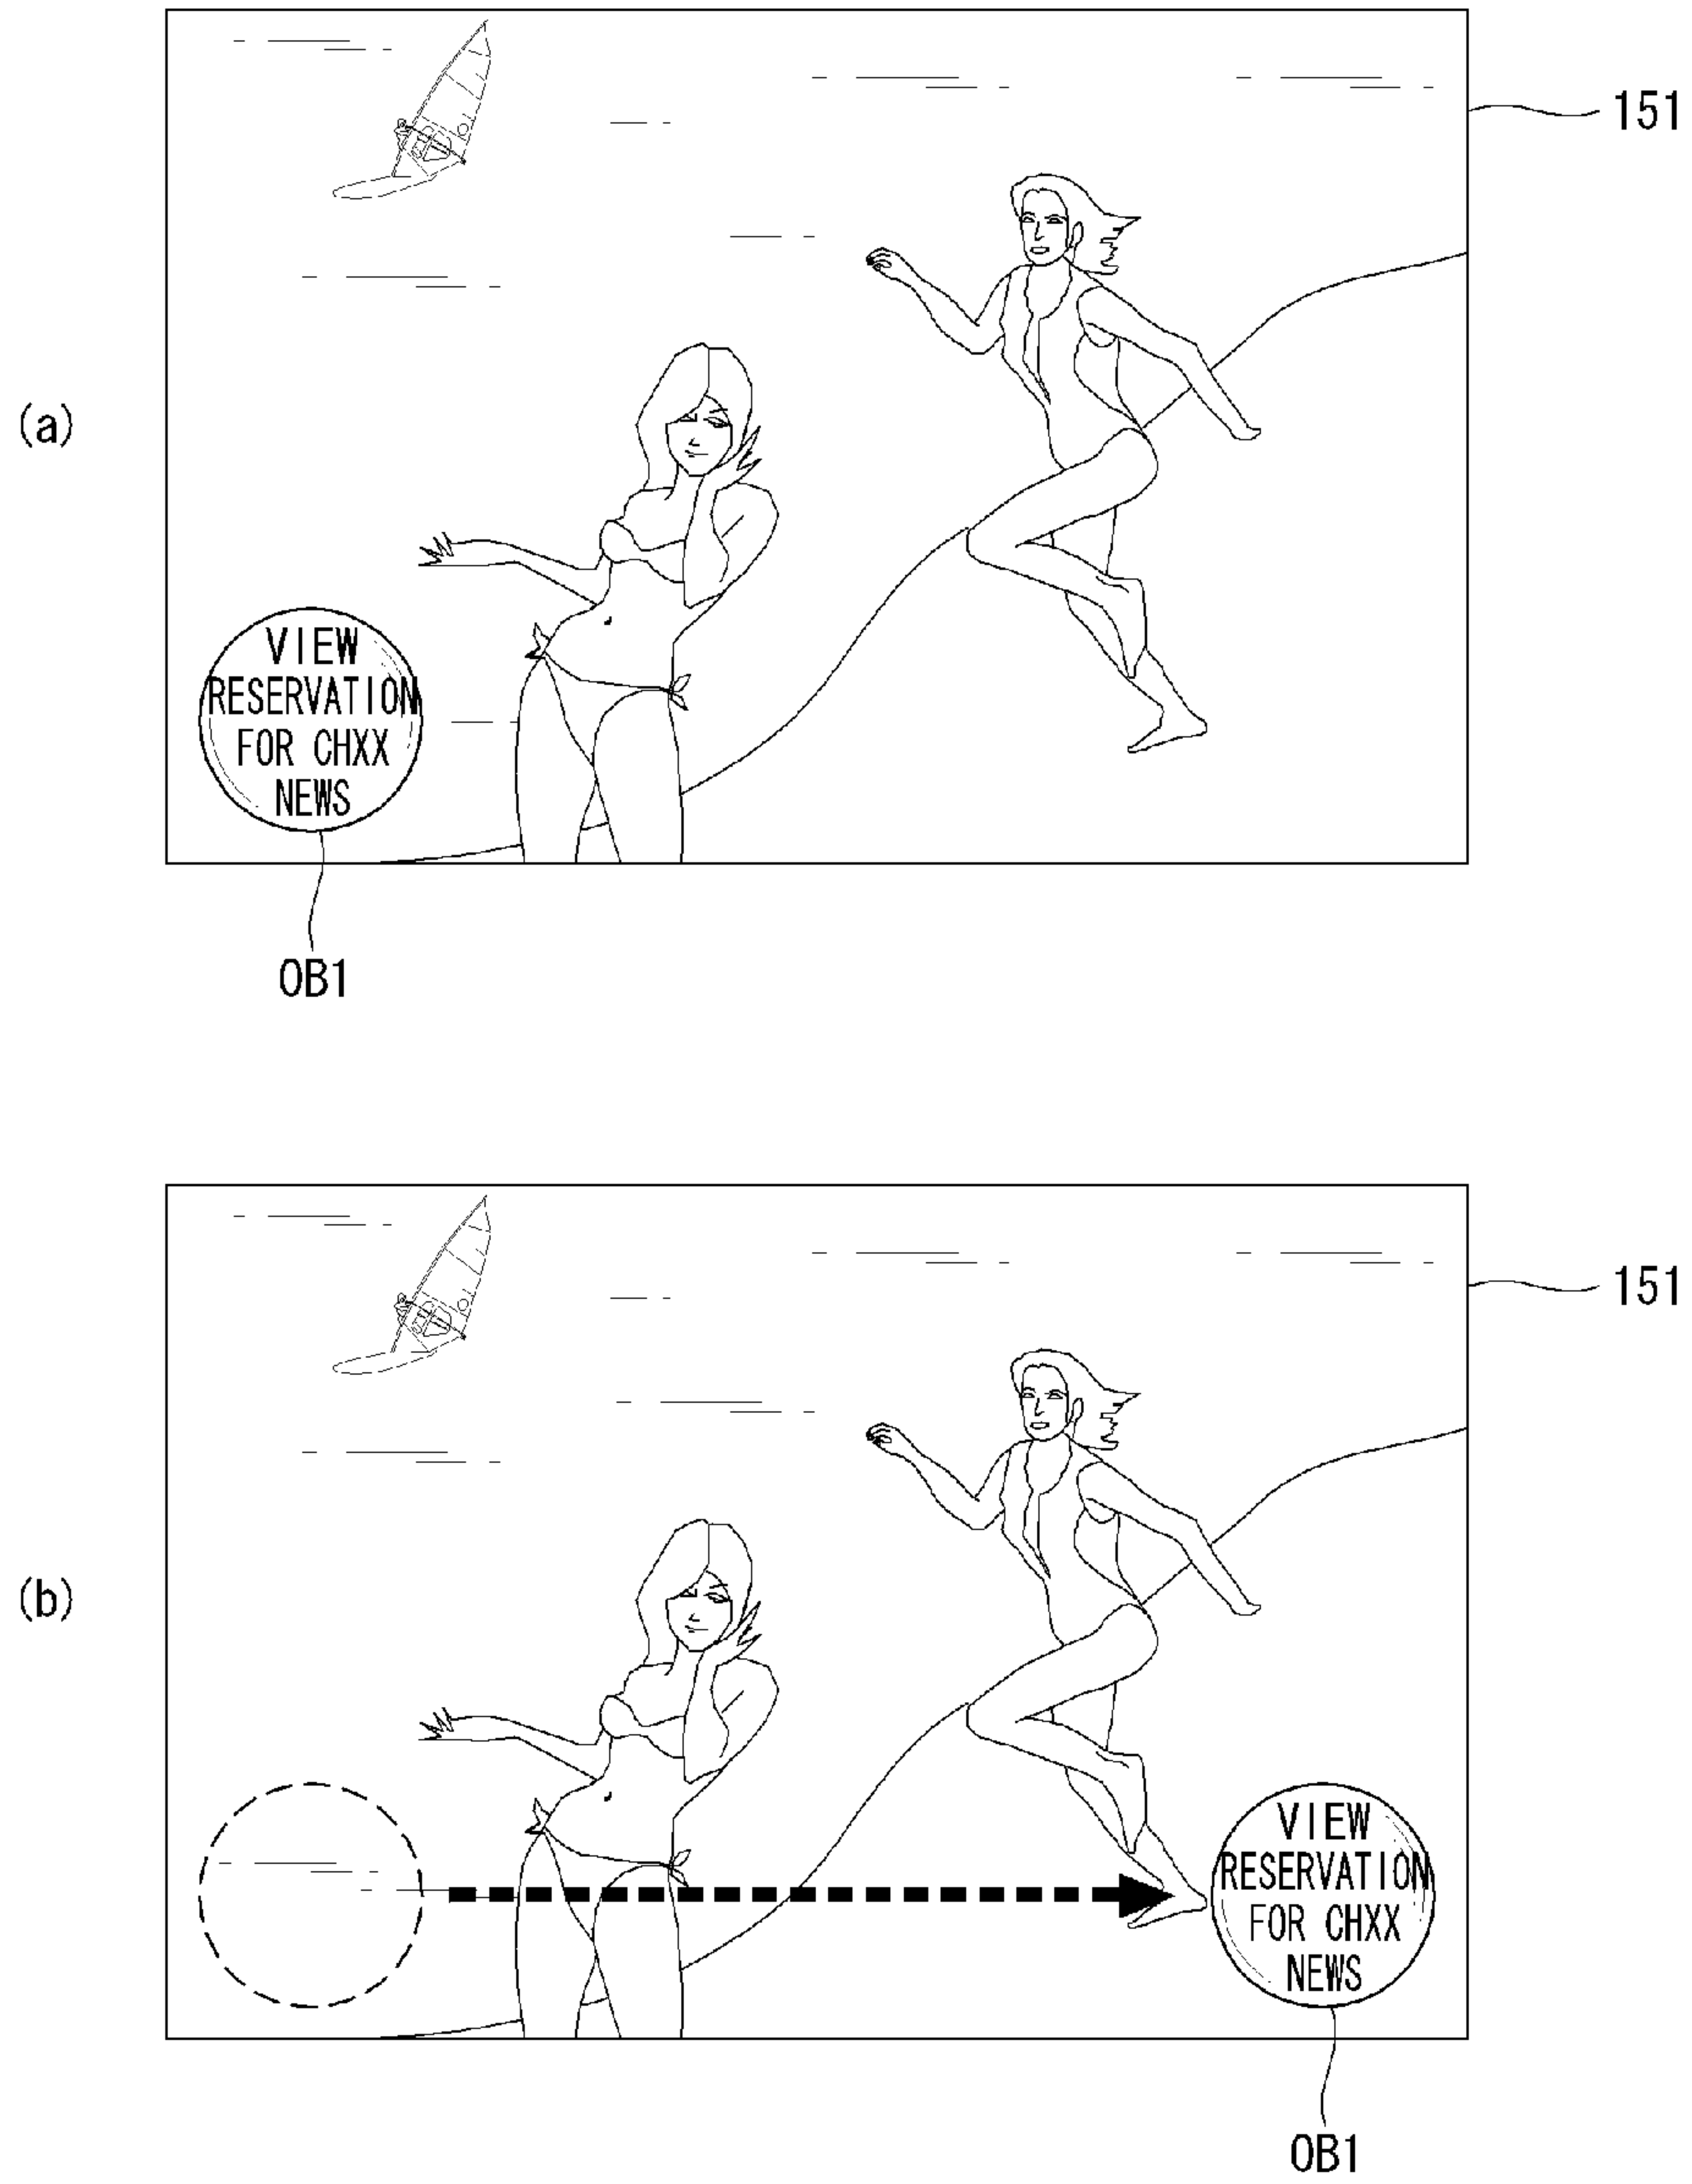 151
(a)
VIEW
RESERVATION
FOR CHXX
NEWS
OB1
151
(b)
VIEW
RESERVATION
FOR CHXX
NEWS
OB1